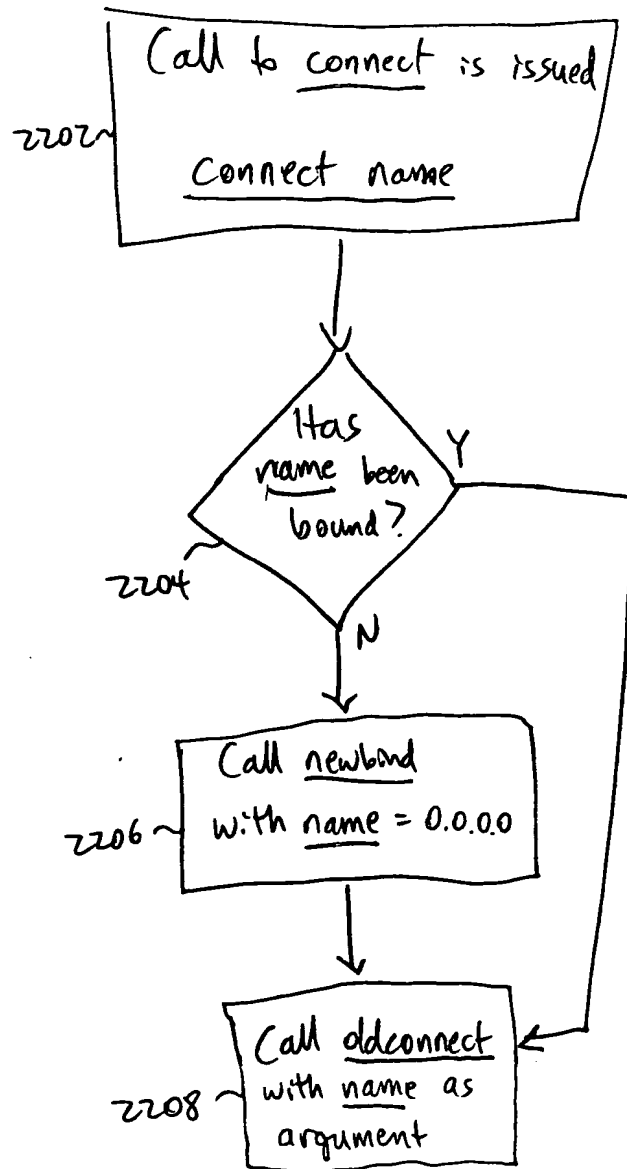 Call to connect is issued
2202
connect name
Has
name been
bound?
Y
2204
N
Call newbind
with name = 0.0.0.0
2206
Call oldconnect
with name as
2208
argument